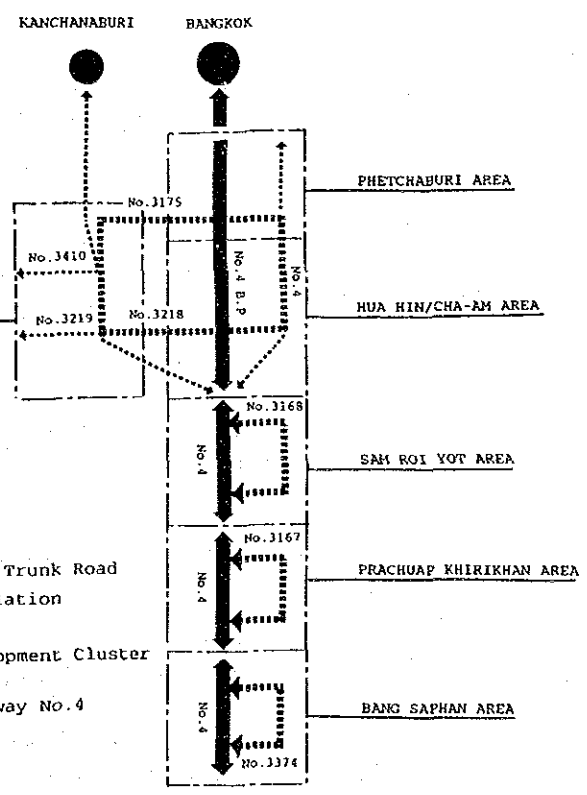 KANCHANABURI
BANGKOK
PHETCHABURI AREA
No.3175
No.4
No.3410
No.4 B-P
HUA HIN/CHA-AM AREA
No.3219
No.3218
No.3168
No.4
SAM ROI YOT AREA
No.3167
Trunk Road
No.4
PRACHUAP KHIRIKHAN AREA
lation
opment Cluster
way No.4
No.4
BANG SAPHAN AREA
No.3374